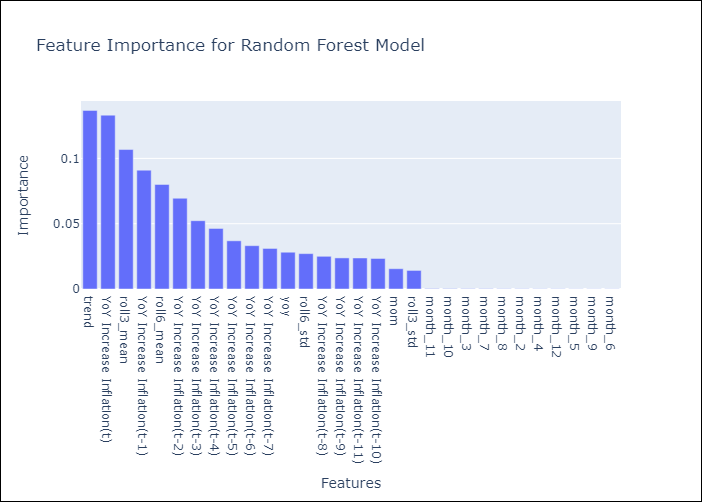 Feature Importance for Random Forest Model
Importance
0.1
0.05
0
trend
YoY Increase Inflation(t)
roll3_mean
YoY Increase Inflation(t-1)
roll6_mean
YoY Increase Inflation(t-2)
YoY Increase Inflation(t-3)
YoY Increase Inflation(t-4)
YoY Increase Inflation(t-5)
YoY Increase Inflation(t-6)
YoY Increase Inflation(t-7)
yoy
roll6_std
YoY Increase Inflation(t-8)
YoY Increase Inflation(t-9)
YoY Increase Inflation(t-11)
YoY Increase Inflation(t-10)
mom
roll3_std
month_11
month_10
month_3
month_7
month_8
month_2
month_4
month_12
month_5
month_9
month_6
Features